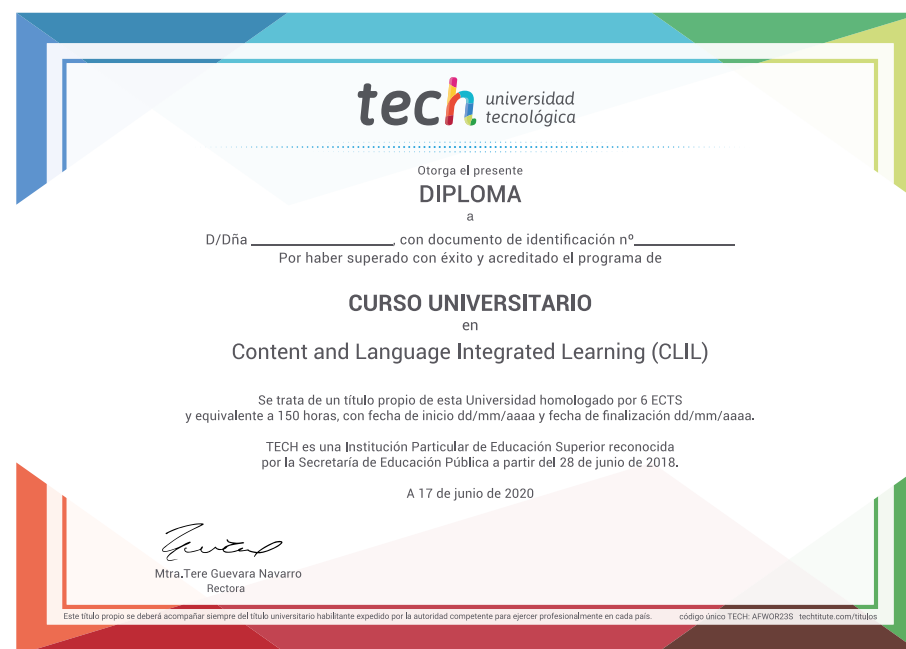 tech universidad
tecnológica
Otorga el presente
DIPLOMA
a
D/Dña ______________, con documento de identificación nº__________
Por haber superado con éxito y acreditado el programa de
CURSO UNIVERSITARIO
en
Content and Language Integrated Learning (CLIL)
Se trata de un título propio de esta Universidad homologado por 6 ECTS
y equivalente a 150 horas, con fecha de inicio dd/mm/aaaa y fecha de finalización dd/mm/aaaa.
TECH es una Institución Particular de Educación Superior reconocida
por la Secretaría de Educación Pública a partir del 28 de junio de 2018.
A 17 de junio de 2020
Mtra.Tere Guevara Navarro
Rectora
Este título propio se deberá acompañar siempre del título universitario habilitante expedido por la autoridad competente para ejercer profesionalmente en cada país. código único TECH: AFWOR23S techtitute.com/titulos